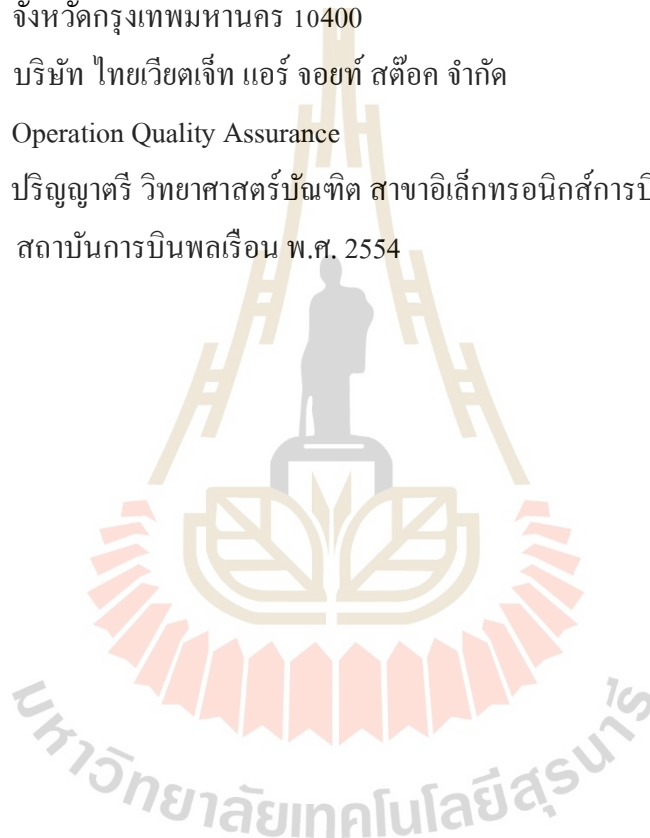 จังหวัดกรุงเทพมหานคร 10400
บริษัท ไทยเวียตเจ็ท แอร์ จอยท์ สต๊อค จำกัด
Operation Quality Assurance
ปริญญาตรี วิทยาศาสตร์บัณฑิต สาขาอิเล็กทรอนิกส์การบิ
สถาบันการบินพลเรือน พ.ศ. 2554
มหาวิทยาลัยเทคโนโลยีสุรนารี